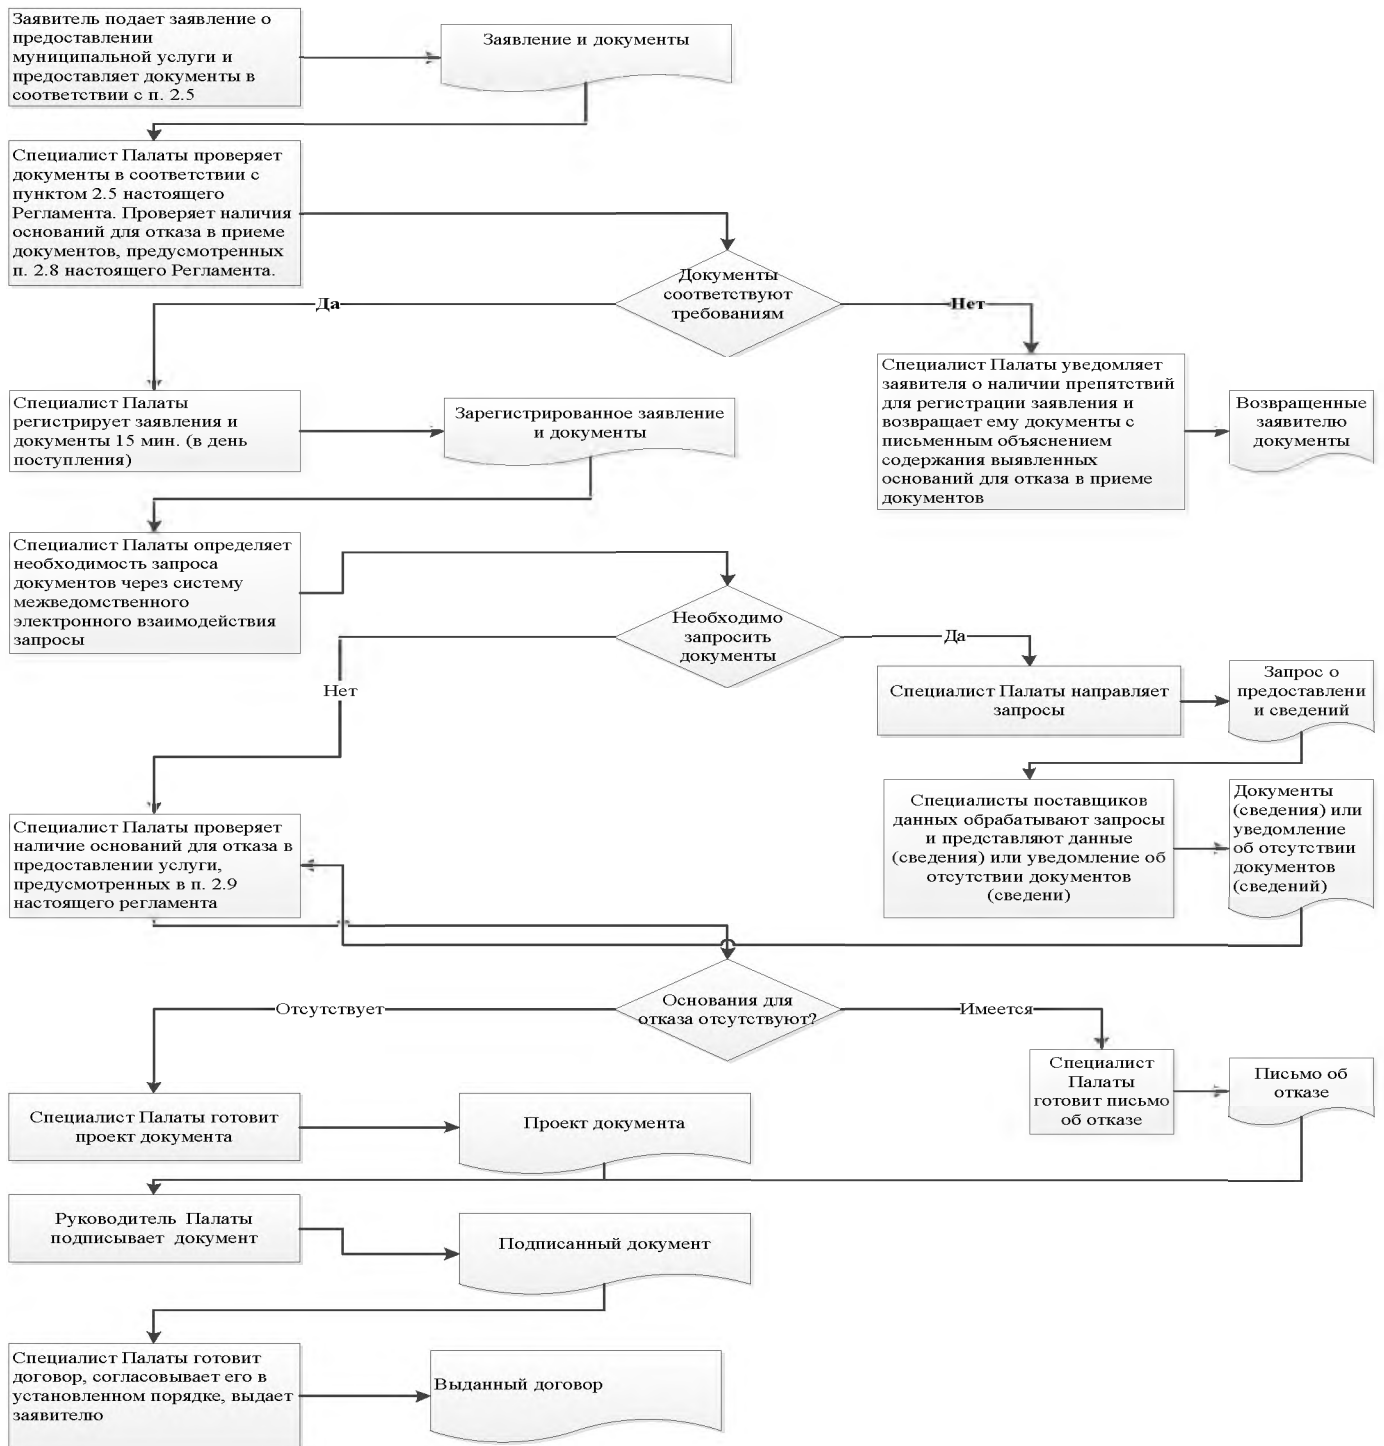 Заявитель подает заявление о
предоставлении
муниципальной услуги и
предоставляет документы в
соответствии с п. 2.5
Заявление и документы
Специалист Палаты проверяет
документы в соответствии с
пунктом 2.5 настоящего
Регламента. Проверяет наличия
оснований для отказа в приеме
документов, предусмотренных
п. 2.8 настоящего Регламента.
Документы
соответствуют
требованиям
Да
Нет
Специалист Палаты
регистрирует заявления и
документы 15 мин. (в день
поступления)
Зарегистрированное заявление
и документы
Специалист Палаты уведомляет
заявителя о наличии препятствий
для регистрации заявления и
возвращает ему документы с
письменным объяснением
содержания выявленных
оснований для отказа в приеме
документов
Возвращенные
заявителю
документы
Специалист Палаты определяет
необходимость запроса
документов через систему
межведомственного
электронного взаимодействия
запросы
Необходимо
запросить
документы
Да
Нет
Специалист Палаты направляет
запросы
Запрос о
предоставлени
и сведений
Специалисты поставщиков
данных обрабатывают запросы
и представляют данные
(сведения) или уведомление об
отсутствии документов
(сведени)
Документы
(сведения) или
уведомление
об отсутствии
документов
(сведений)
Специалист Палаты проверяет
наличие оснований для отказа в
предоставлении услуги,
предусмотренных в п. 2.9
настоящего регламента
Основания для
отказа отсутствуют?
Отсутствует
Имеется
Специалист
Палаты
готовит письмо
об отказе
Письмо об
отказе
Специалист Палаты готовит
проект документа
Проект документа
Руководитель Палаты
подписывает документ
Подписанный документ
Специалист Палаты готовит
договор, согласовывает его в
установленном порядке, выдает
заявителю
Выданный договор